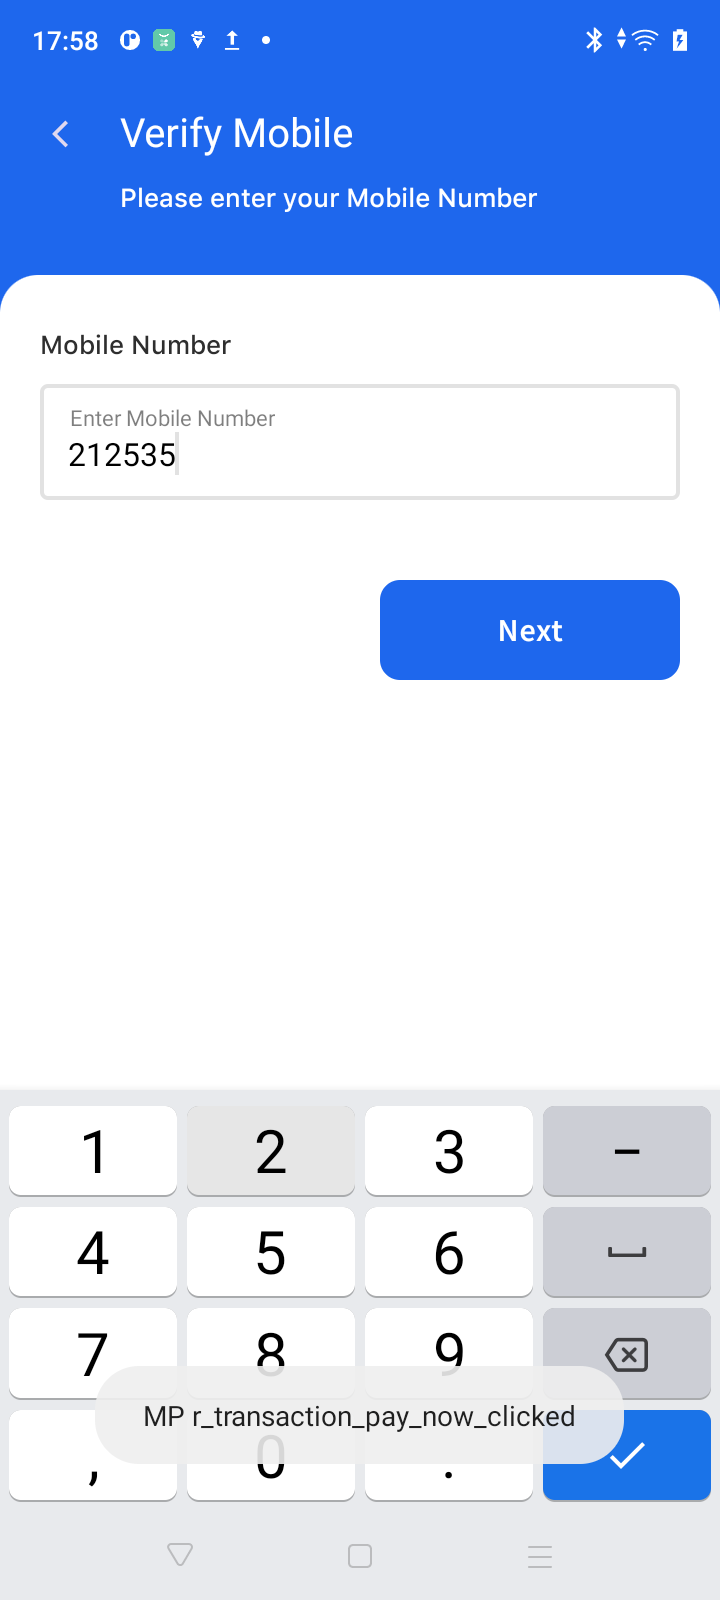 17:58
Verify Mobile
Please enter your Mobile Number
Mobile Number
Enter Mobile Number
212535
Next
1 2 3 –
4 5 6
7 8 9
MP r_transaction_pay_now_clicked
, 0 .